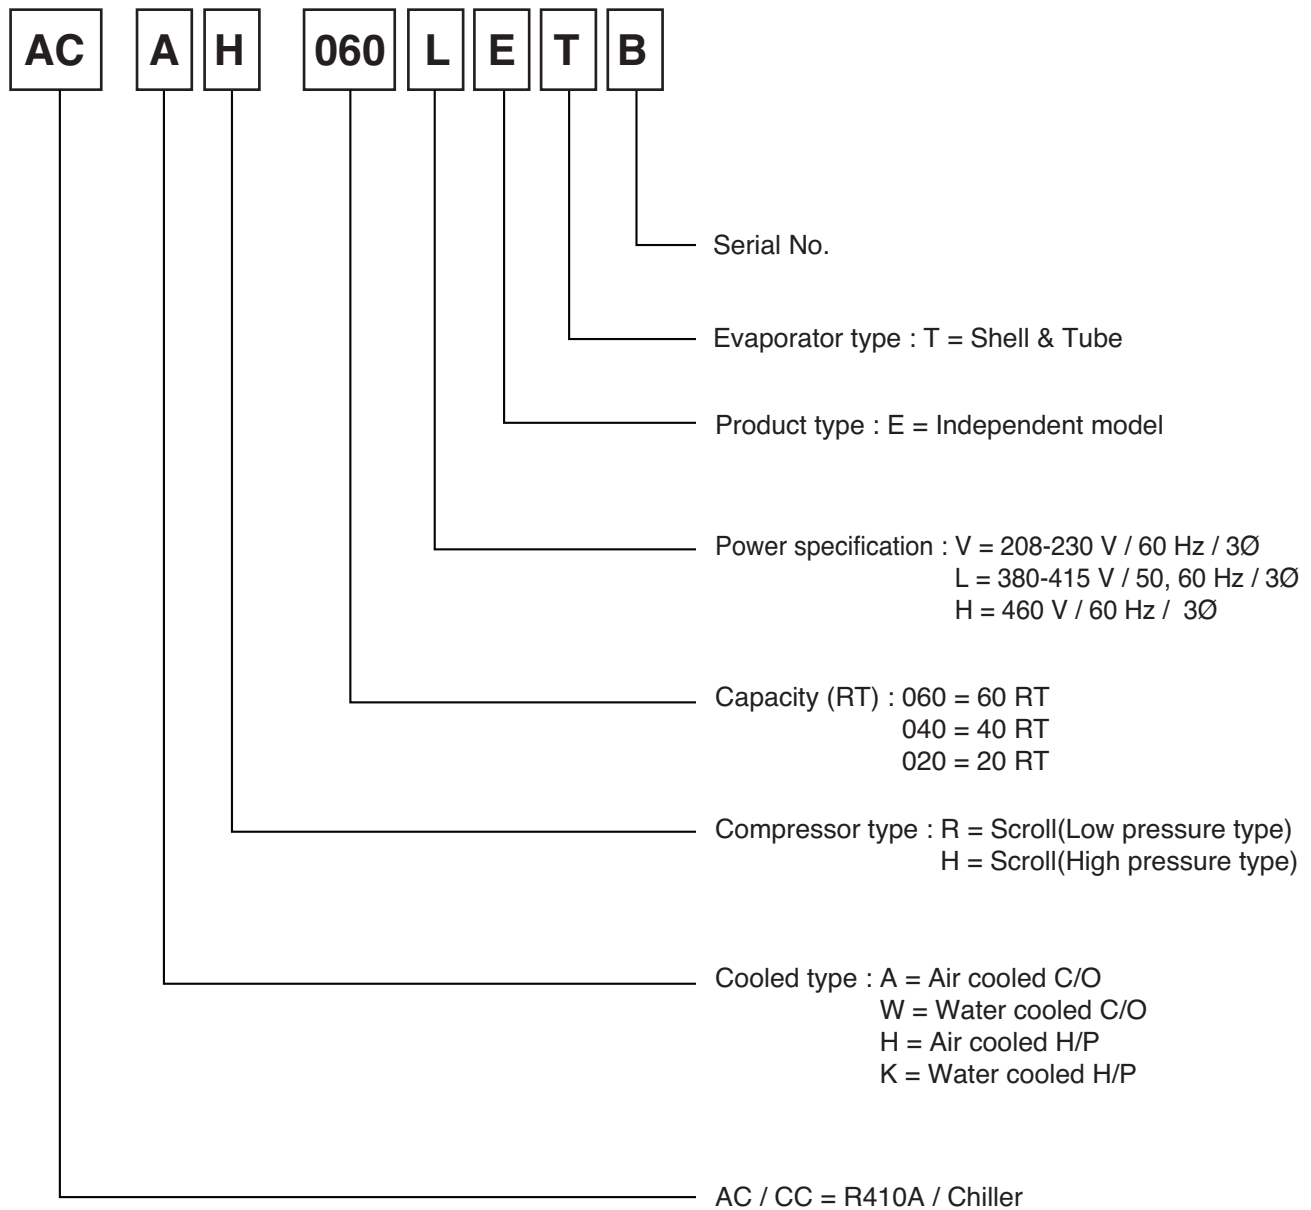 AC A H 060 L E T B
Serial No.
Evaporator type : T = Shell & Tube
Product type : E = Independent model
Power specification : V = 208-230 V / 60 Hz / 3Ø
L = 380-415 V / 50, 60 Hz / 3Ø
H = 460 V / 60 Hz / 3Ø
Capacity (RT) : 060 = 60 RT
040 = 40 RT
020 = 20 RT
Compressor type : R = Scroll(Low pressure type)
H = Scroll(High pressure type)
Cooled type : A = Air cooled C/O
W = Water cooled C/O
H = Air cooled H/P
K = Water cooled H/P
AC / CC = R410A / Chiller